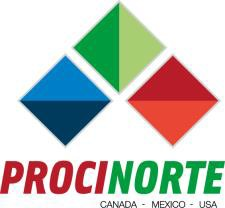 PROCINORTE
CANADA - MEXICO - USA